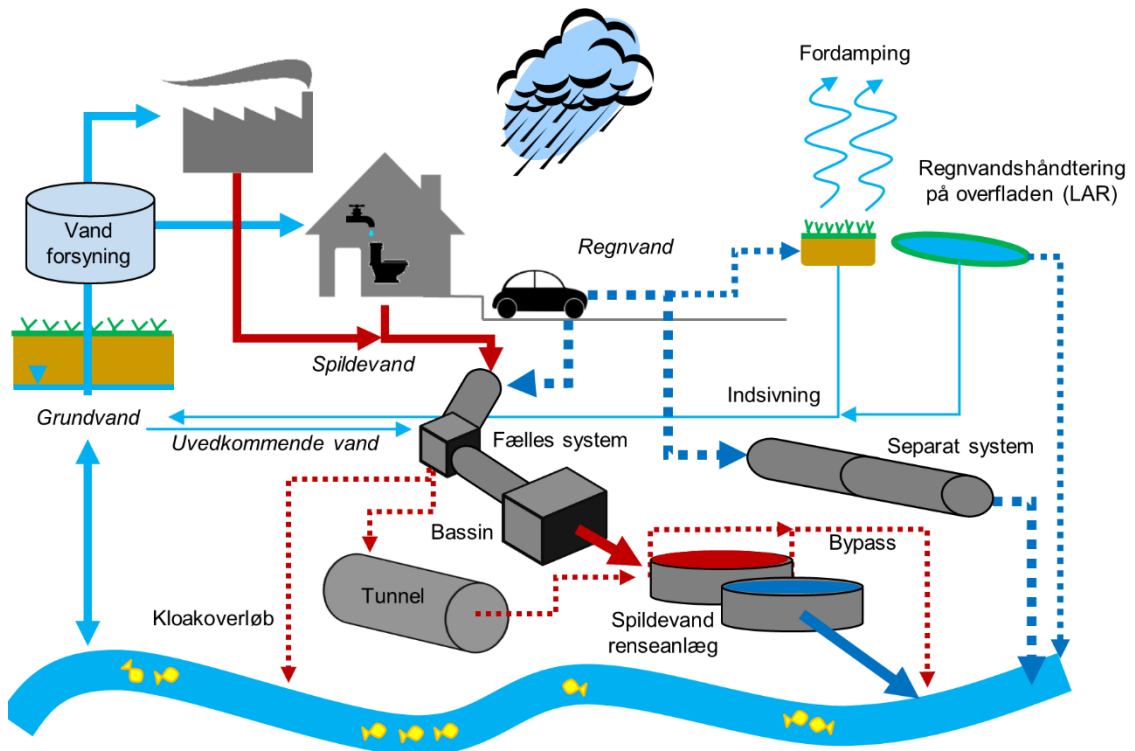 Fordamping
Regnvandshåndtering
på overfladen (LAR)
Vand
forsyning
Regnvand
Spildevand
Indsivning
Grundvand
Uvedkommende vand
Fælles system
Separat system
Bassin
Bypass
Tunnel
Kloakoverløb
Spildevand
renseanlæg